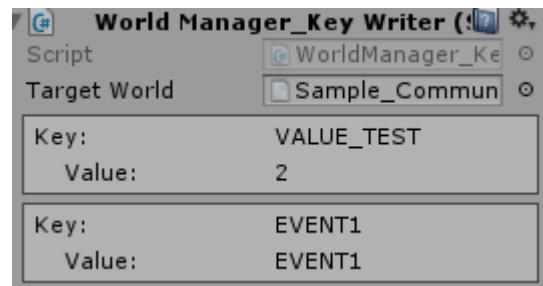 World Manager_Key Writer (
Script WorldManager_Ke
Target World Sample_Commun
Key: VALUE_TEST
Value: 2
Key: EVENT1
Value: EVENT1